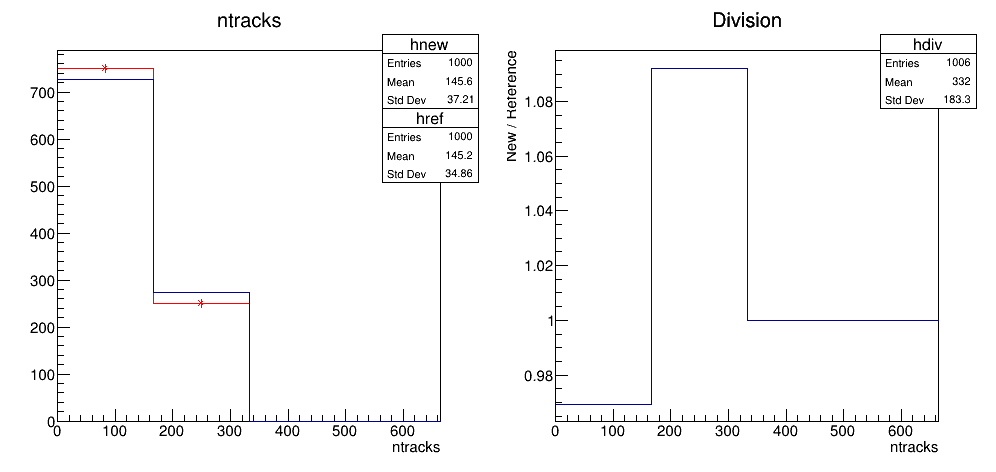 ntracks
hnew
Entries 1000
Mean 145.6
Std Dev 37.21
href
Entries 1000
Mean 145.2
Std Dev 34.86
700
600
500
400
300
200
100
0
0 100 200 300 400 500 600
ntracks
Division
hdiv
Entries 1006
Mean 332
Std Dev 183.3
New / Reference
1.08
1.06
1.04
1.02
1
0.98
0 100 200 300 400 500 600
ntracks